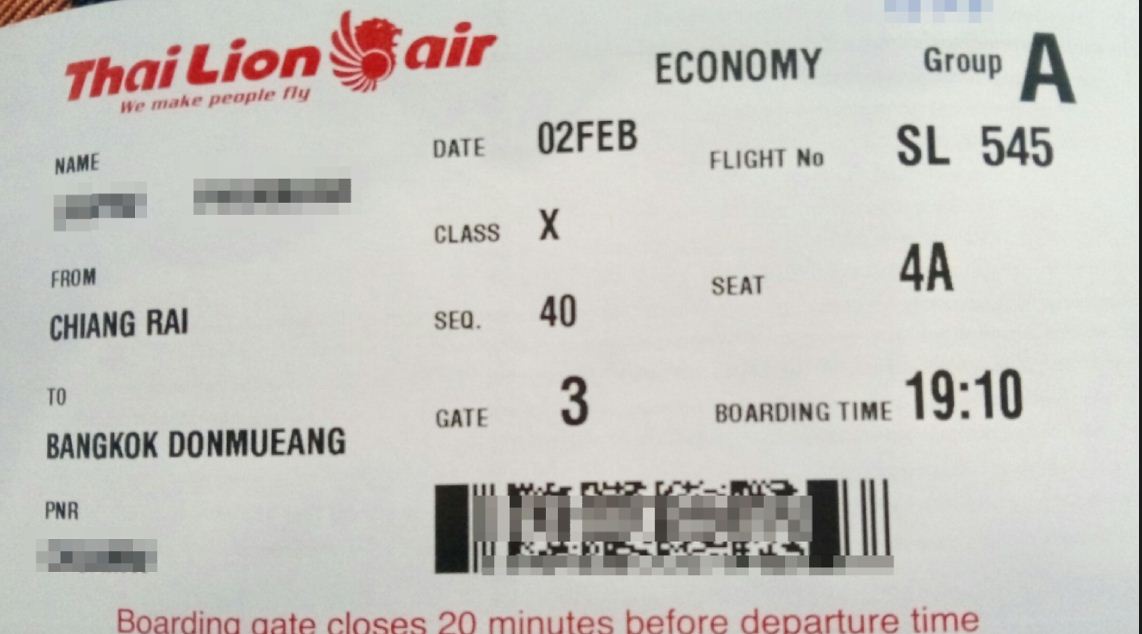 Thai Lion air
We make people fly
ECONOMY Group A
NAME
DATE 02FEB
FLIGHT No SL 545
FROM
CHIANG RAI
CLASS X
SEAT 4A
SEQ. 40
TO
BANGKOK DONMUEANG
GATE 3
BOARDING TIME 19:10
PNR
Boarding gate closes 20 minutes before departure time